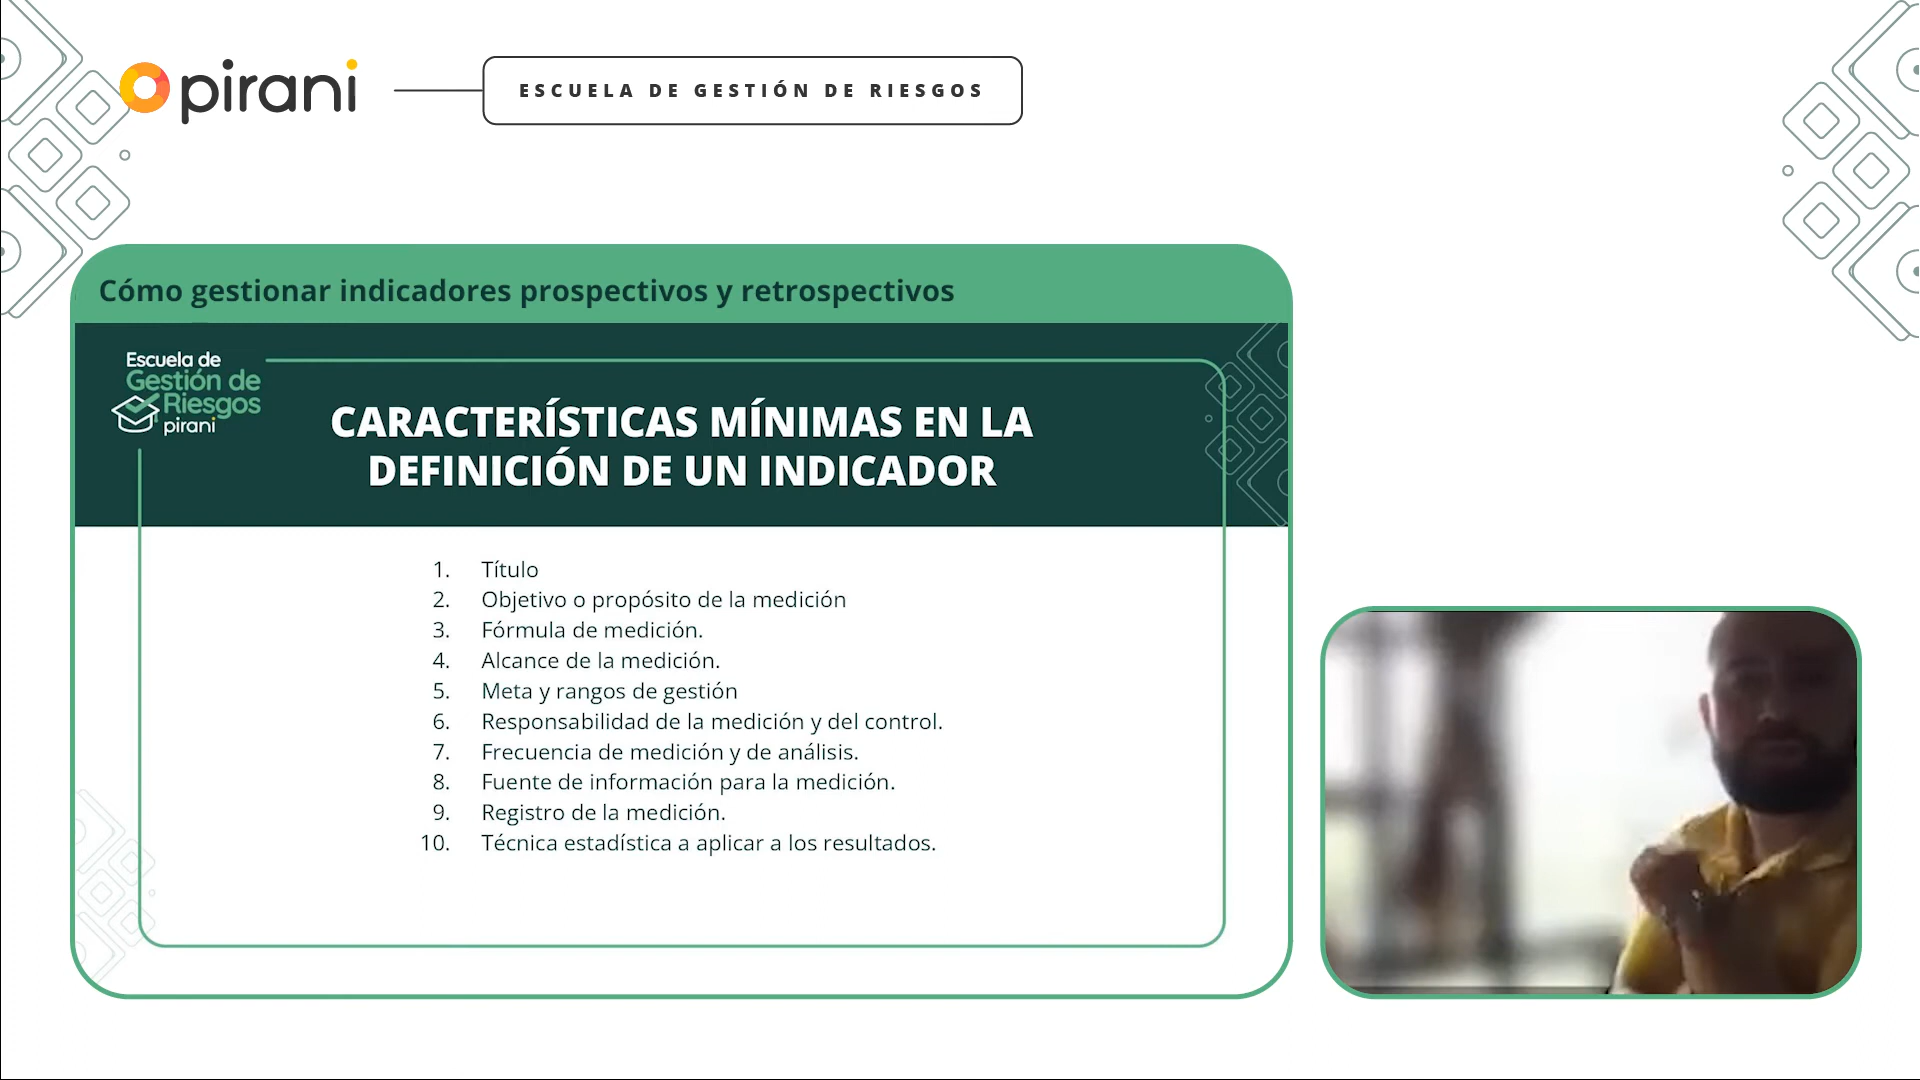 pirani
ESCUELA DE GESTIÓN DE RIESGOS
Cómo gestionar indicadores prospectivos y retrospectivos
Escuela de
Gestión de
Riesgos
pirani
CARACTERÍSTICAS MÍNIMAS EN LA
DEFINICIÓN DE UN INDICADOR
1. Título
2. Objetivo o propósito de la medición
3. Fórmula de medición.
4. Alcance de la medición.
5. Meta y rangos de gestión
6. Responsabilidad de la medición y del control.
7. Frecuencia de medición y de análisis.
8. Fuente de información para la medición.
9. Registro de la medición.
10. Técnica estadística a aplicar a los resultados.